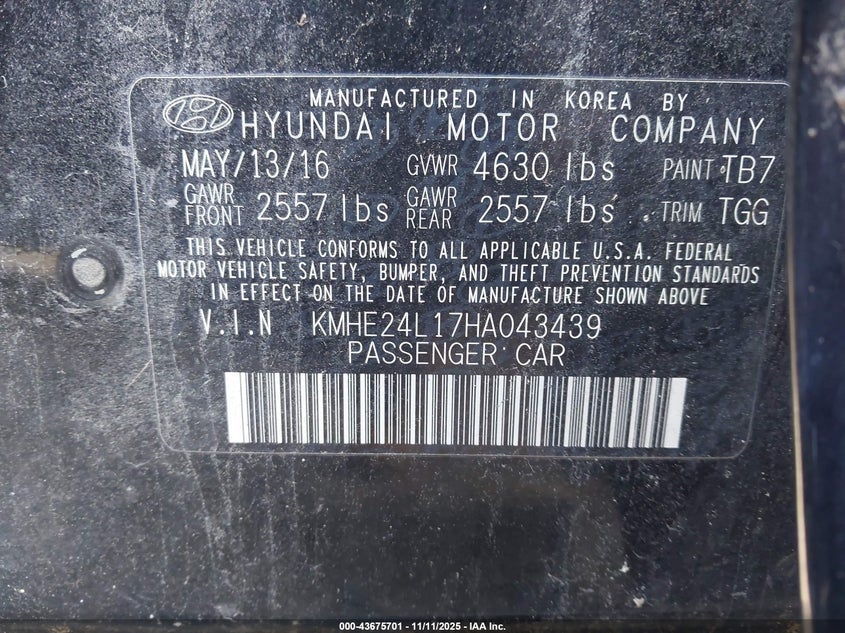 MANUFACTURED IN KOREA BY
HYUNDAI MOTOR COMPANY
MAY/13/16 GVWR 4630 lbs PAINT TB7
GAWR FRONT 2557 lbs GAWR REAR 2557 lbs TRIM TGG
THIS VEHICLE CONFORMS TO ALL APPLICABLE U.S.A. FEDERAL
MOTOR VEHICLE SAFETY, BUMPER, AND THEFT PREVENTION STANDARDS
IN EFFECT ON THE DATE OF MANUFACTURE SHOWN ABOVE
V.I.N KMHE24L17HA043439
PASSENGER CAR
000-43675701 - 11/11/2025 - IAA Inc.